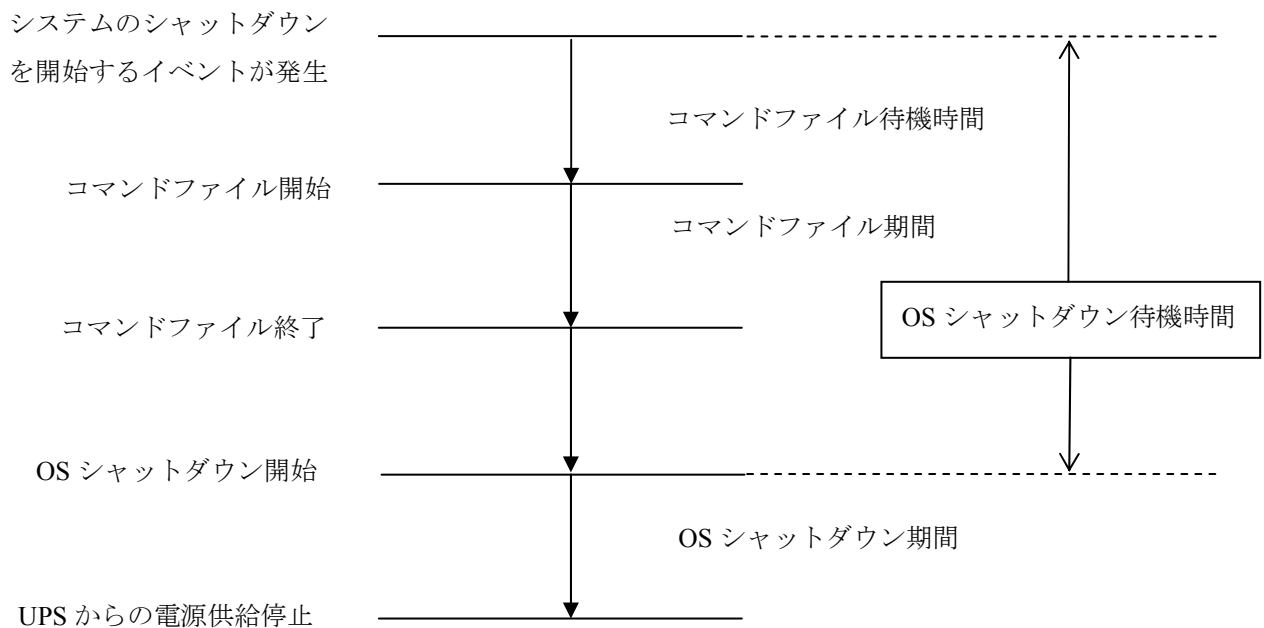 システムのシャットダウン
を開始するイベントが発生
コマンドファイル待機時間
コマンドファイル開始
コマンドファイル期間
コマンドファイル終了
OS シャットダウン待機時間
OS シャットダウン開始
OS シャットダウン期間
UPS からの電源供給停止